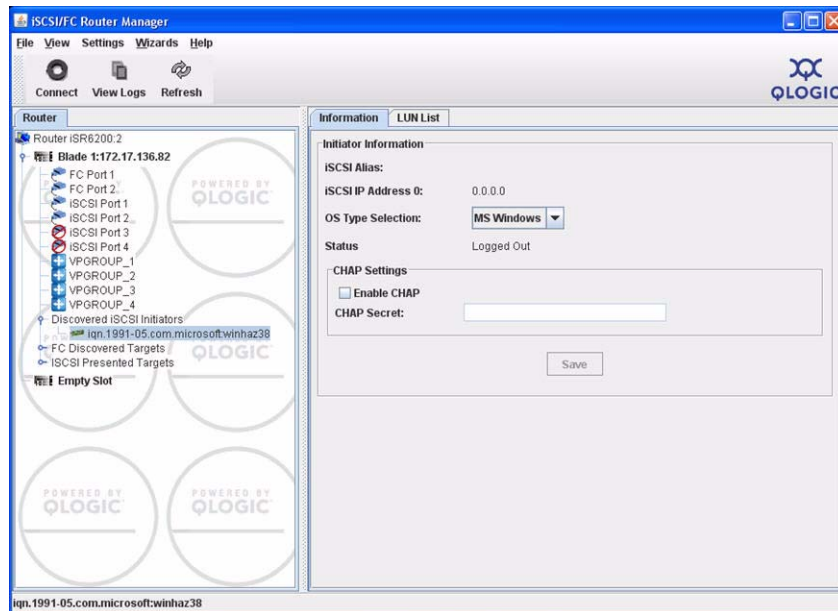 iSCSI/FC Router Manager
File View Settings Wizards Help
Connect View Logs Refresh
QLOGIC
Router
Router iSR6200:2
Blade 1:172.17.136.82
FC Port 1
FC Port 2
iSCSI Port 1
iSCSI Port 2
iSCSI Port 3
iSCSI Port 4
VPGROUP_1
VPGROUP_2
VPGROUP_3
VPGROUP_4
Discovered iSCSI Initiators
iqn.1991-05.com.microsoft:winhaz38
FC Discovered Targets
iSCSI Presented Targets
Empty Slot
POWERED BY
QLOGIC
QLOGIC
POWERED BY
QLOGIC
POWERED BY
QLOGIC
Information LUN List
Initiator Information
iSCSI Alias:
iSCSI IP Address 0: 0.0.0.0
OS Type Selection: MS Windows
Status Logged Out
CHAP Settings
Enable CHAP
CHAP Secret:
Save
iqn.1991-05.com.microsoft:winhaz38